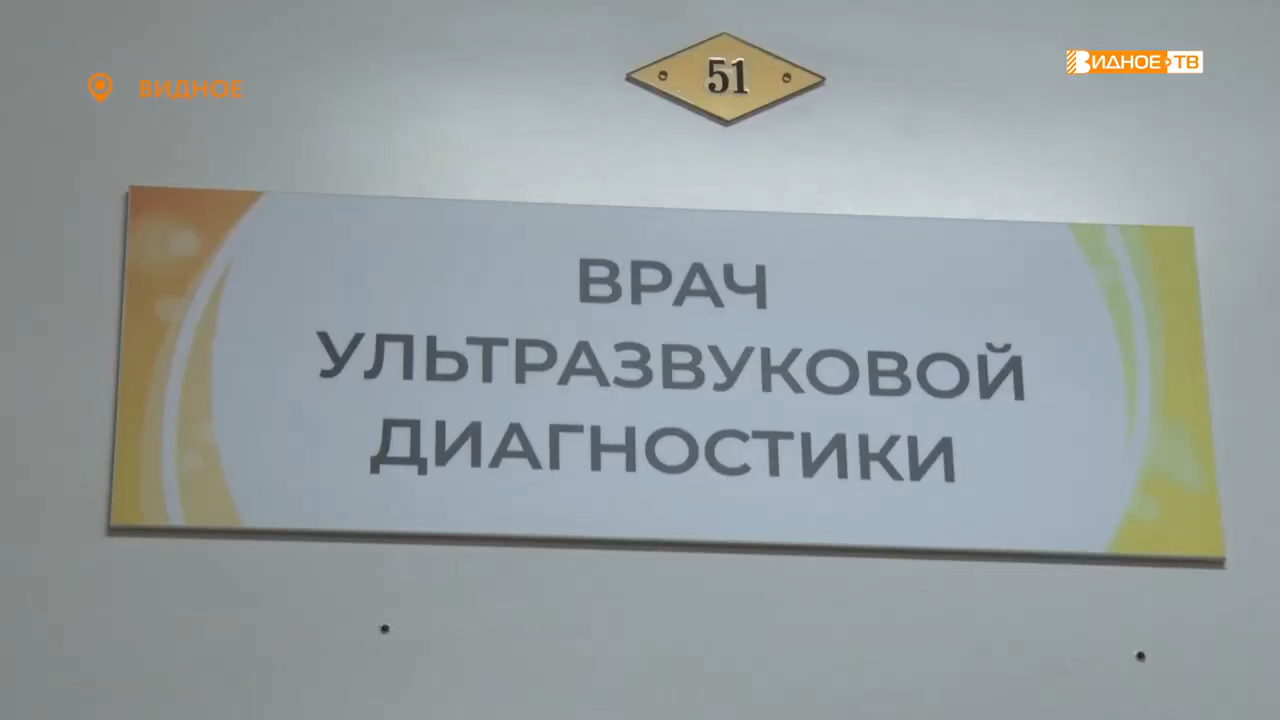 51
ВИДНОЕ
ВИДНОЕ ТВ
ВРАЧ
УЛЬТРАЗВУКОВОЙ
ДИАГНОСТИКИ